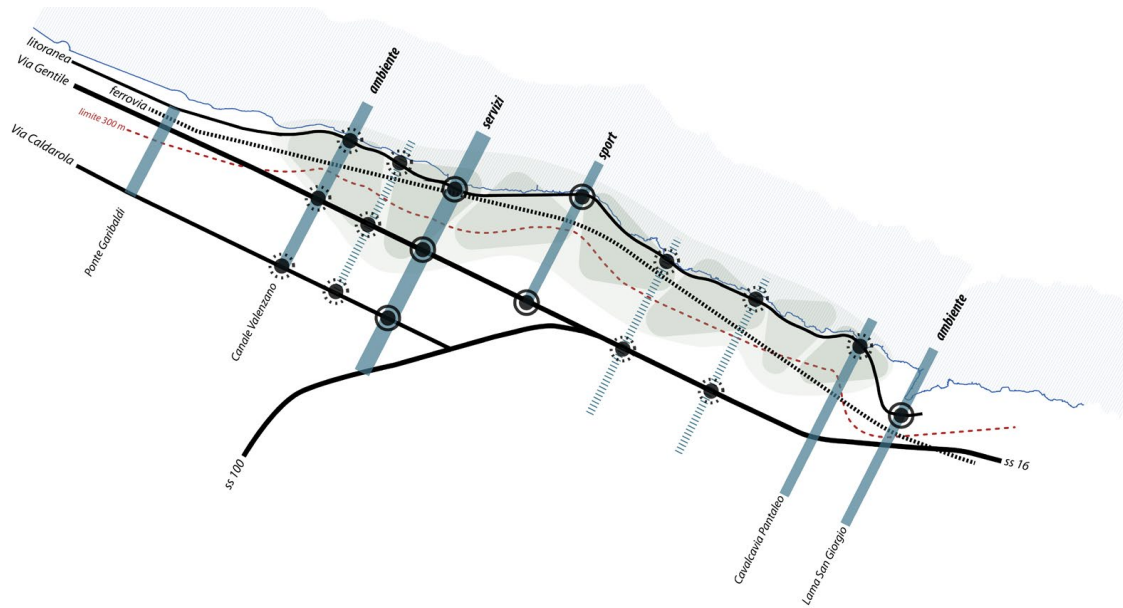 litoranea
Via Gentile
ferrovia
limite 300 m
Via Caldarola
ambiente
servizi
sport
ambiente
Ponte Garibaldi
Canale Valenzano
ss 100
ss 16
Cavalcavia Pantaleo
Lama San Giorgio